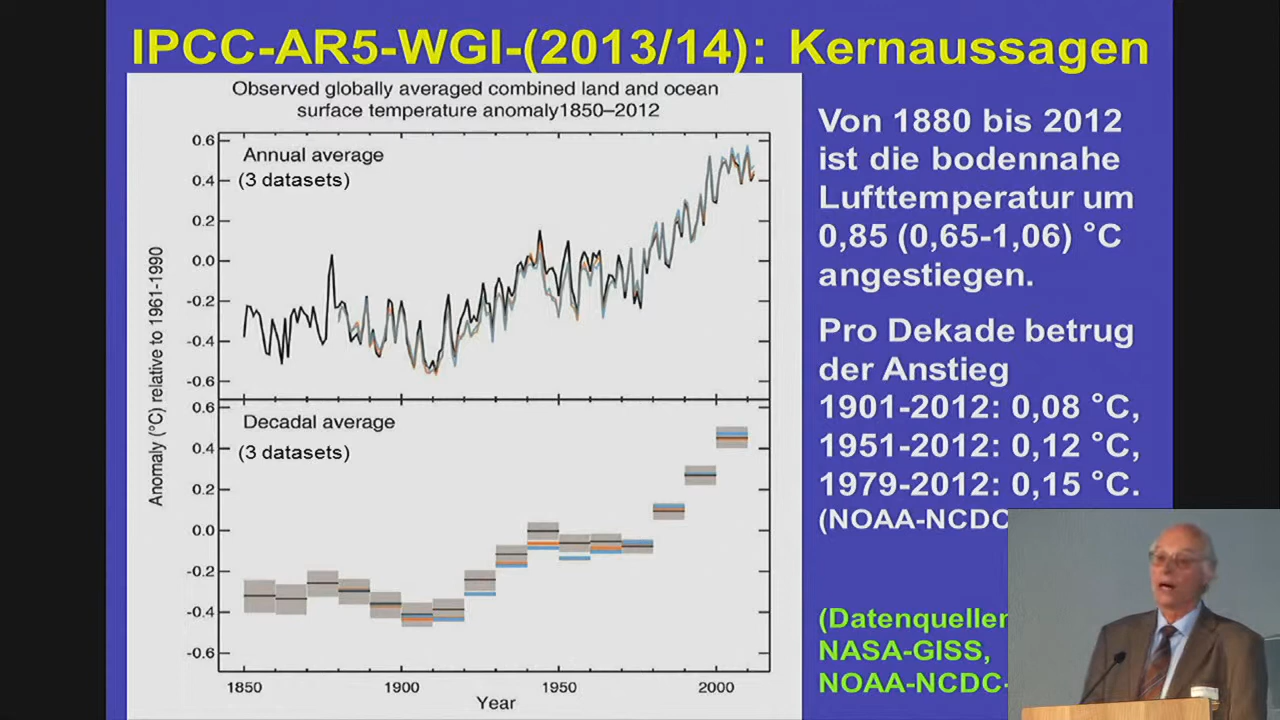 IPCC-AR5-WGI-(2013/14): Kernaussagen
Observed globally averaged combined land and ocean
surface temperature anomaly1850–2012
Annual average
(3 datasets)
0.6
0.4
0.2
0.0
-0.2
-0.4
-0.6
Anomaly (°C) relative to 1961-1990
Decadal average
(3 datasets)
0.6
0.4
0.2
0.0
-0.2
-0.4
-0.6
1850
1900
1950
2000
Year
Von 1880 bis 2012
ist die bodennahe
Lufttemperatur um
0,85 (0,65-1,06) °C
angestiegen.
Pro Dekade betrug
der Anstieg
1901-2012: 0,08 °C,
1951-2012: 0,12 °C,
1979-2012: 0,15 °C.
(NOAA-NCDC
(Datenquellen
NASA-GISS,
NOAA-NCDC-